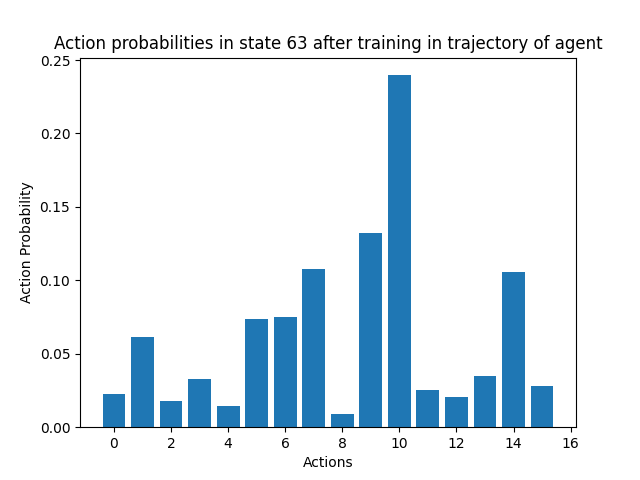 Action probabilities in state 63 after training in trajectory of agent
0.25
0.20
0.15
0.10
0.05
0.00
Action Probability
0 2 4 6 8 10 12 14 16
Actions